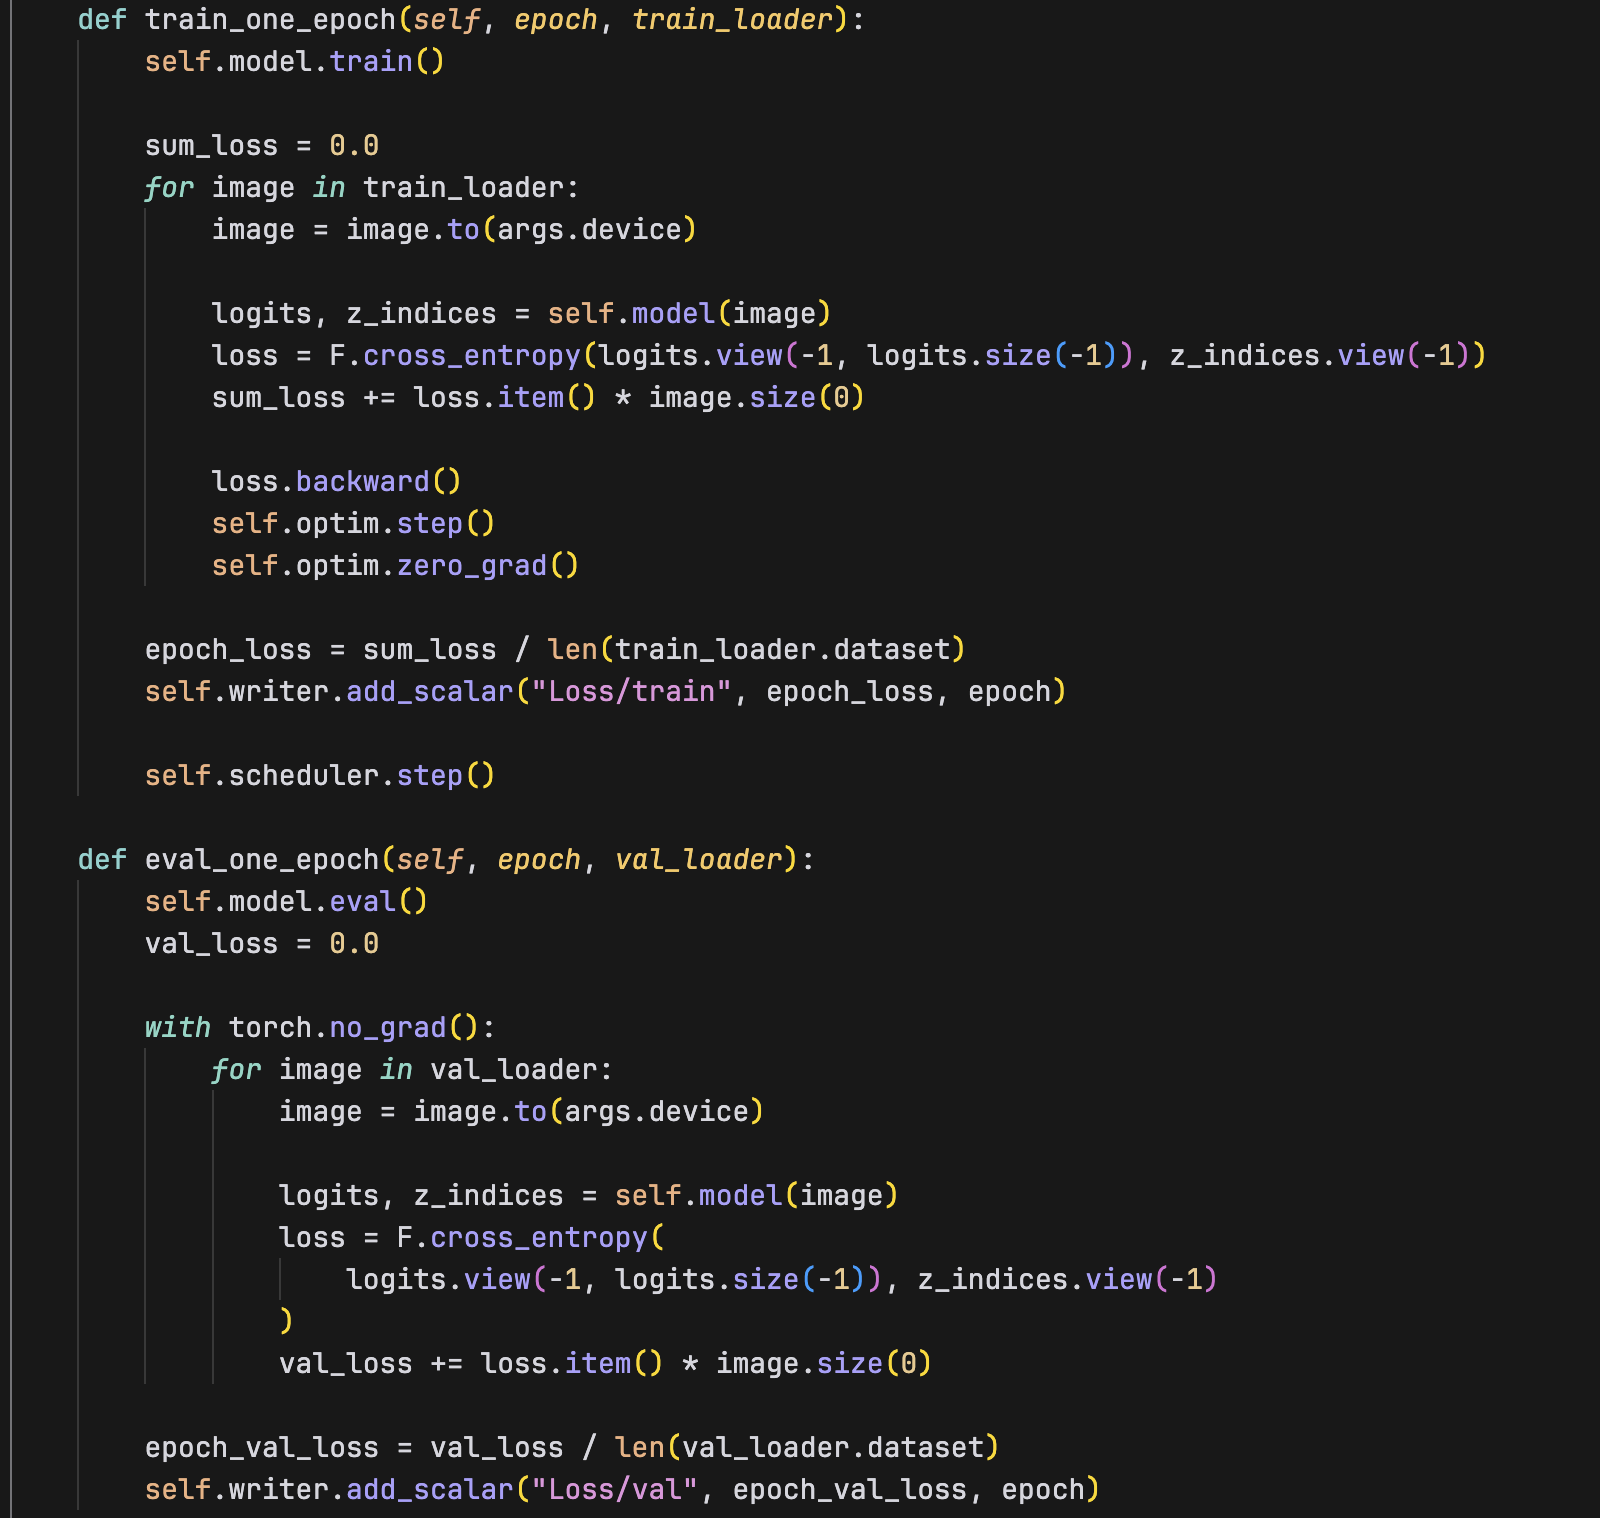 def train_one_epoch(self, epoch, train_loader):
    self.model.train()

    sum_loss = 0.0
    for image in train_loader:
        image = image.to(args.device)

        logits, z_indices = self.model(image)
        loss = F.cross_entropy(logits.view(-1, logits.size(-1)), z_indices.view(-1))
        sum_loss += loss.item() * image.size(0)

        loss.backward()
        self.optim.step()
        self.optim.zero_grad()

    epoch_loss = sum_loss / len(train_loader.dataset)
    self.writer.add_scalar("Loss/train", epoch_loss, epoch)

    self.scheduler.step()

def eval_one_epoch(self, epoch, val_loader):
    self.model.eval()
    val_loss = 0.0

    with torch.no_grad():
        for image in val_loader:
            image = image.to(args.device)

            logits, z_indices = self.model(image)
            loss = F.cross_entropy(
                logits.view(-1, logits.size(-1)), z_indices.view(-1)
            )
            val_loss += loss.item() * image.size(0)

    epoch_val_loss = val_loss / len(val_loader.dataset)
    self.writer.add_scalar("Loss/val", epoch_val_loss, epoch)